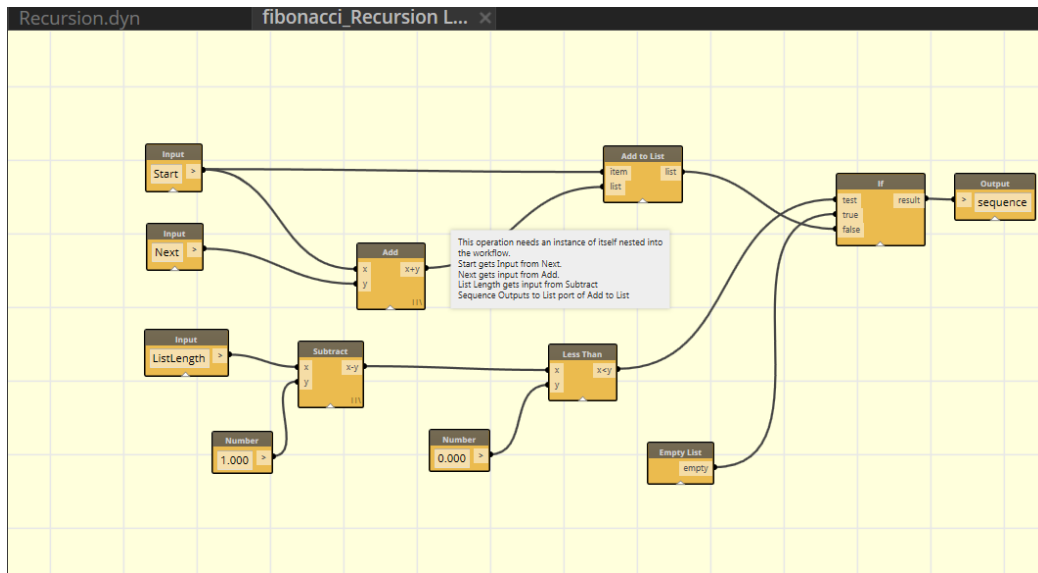 Recursion.dyn
fibonacci_Recursion L... ×
Input
Start >
Input
Next >
Add
x x+y
y
Input
ListLength >
Subtract
x x-y
y
Number
1.000 >
Number
0.000 >
Less Than
x x<y
y
Empty List
empty
Add to List
item list
list
This operation needs an instance of itself nested into
the workflow.
Start gets Input from Next.
Next gets input from Add.
List Length gets input from Subtract
Sequence Outputs to List port of Add to List
If
test result
true
false
Output
> sequence